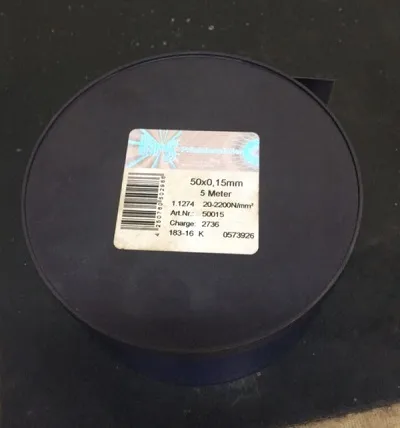 50x0,15mm
5 Meter
1.1274 20-2200N/mm²
Art.Nr.: 50015
Charge: 2736
183-16 K 0573926